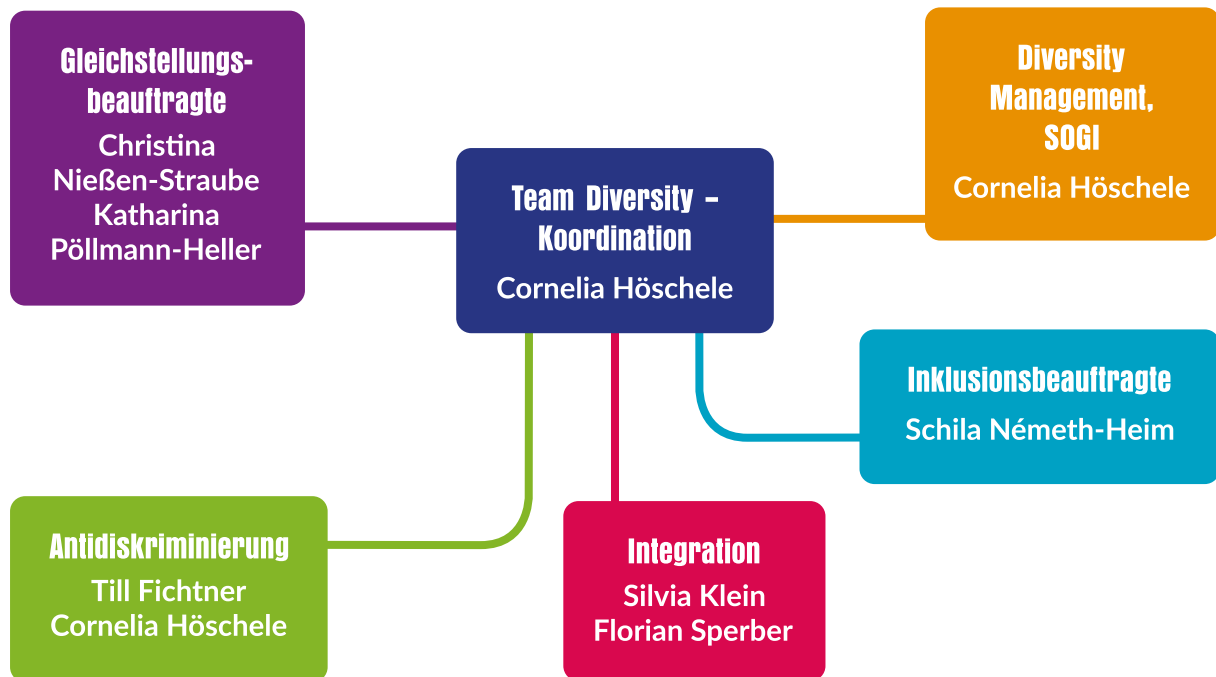 Gleichstellungs-
beauftragte
Christina
Nießen-Straube
Katharina
Pöllmann-Heller
Team Diversity –
Koordination
Cornelia Höschele
Diversity
Management,
SOGI
Cornelia Höschele
Inklusionsbeauftragte
Schila Németh-Heim
Antidiskriminierung
Till Fichtner
Cornelia Höschele
Integration
Silvia Klein
Florian Sperber